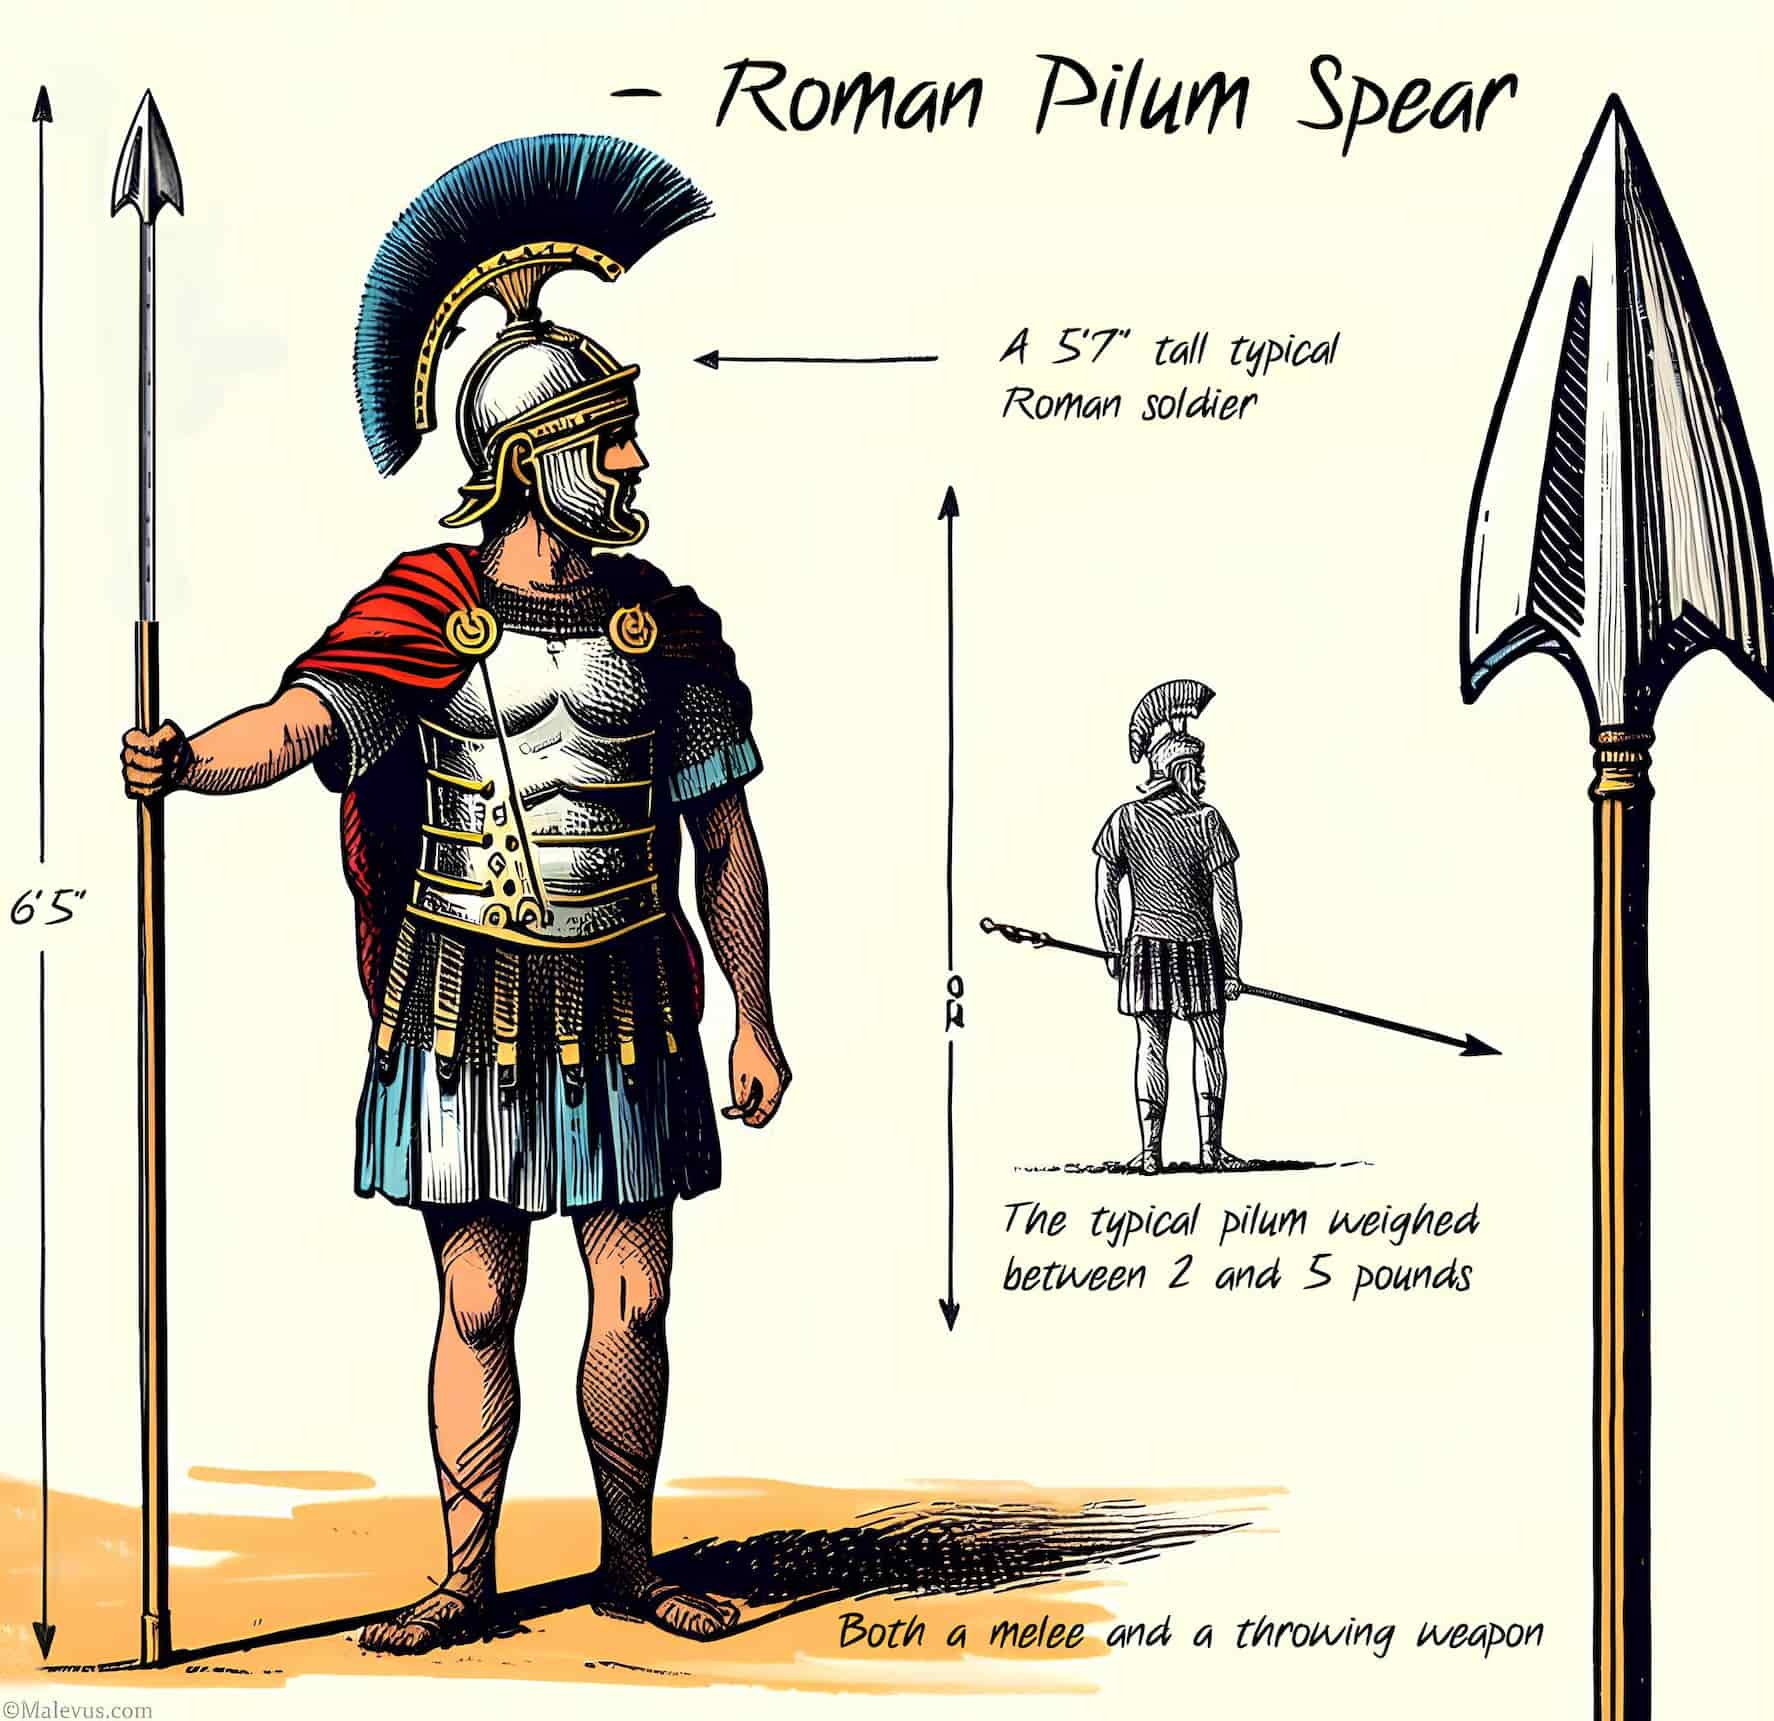 - Roman Pilum Spear
A 5'7" tall typical
Roman soldier
6'5"
The typical pilum weighed
between 2 and 5 pounds
Both a melee and a throwing weapon
©Malevus.com